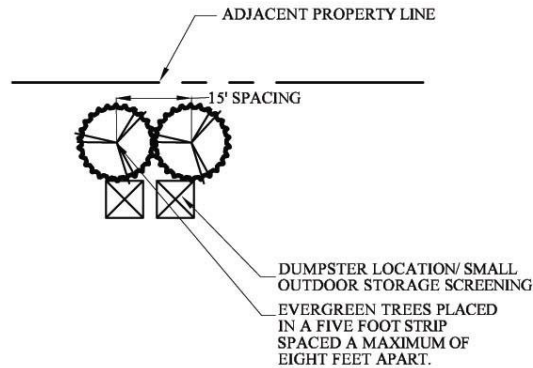 ADJACENT PROPERTY LINE
15' SPACING
DUMPSTER LOCATION/ SMALL
OUTDOOR STORAGE SCREENING
EVERGREEN TREES PLACED
IN A FIVE FOOT STRIP
SPACED A MAXIMUM OF
EIGHT FEET APART.